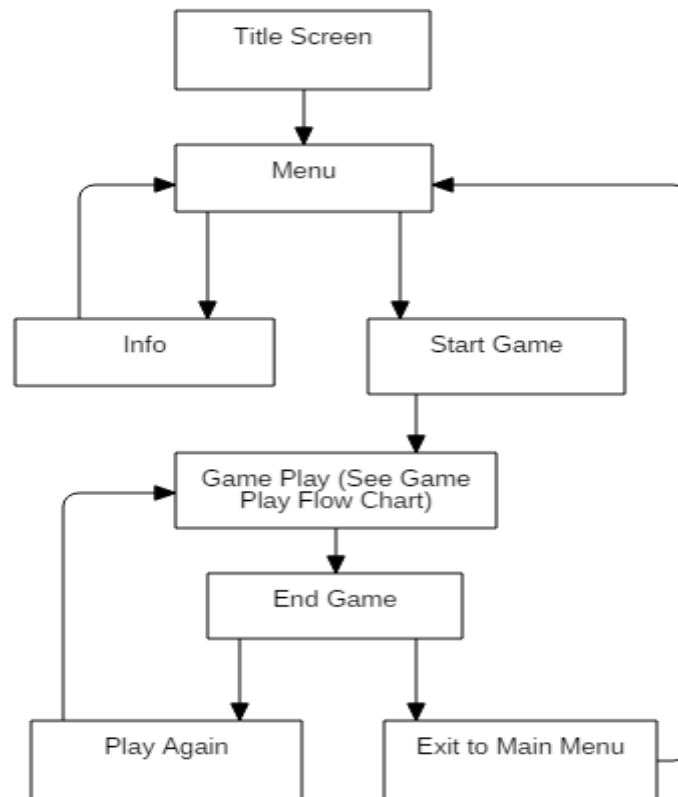 Title Screen
Menu
Info
Start Game
Game Play (See Game
Play Flow Chart)
End Game
Play Again
Exit to Main Menu